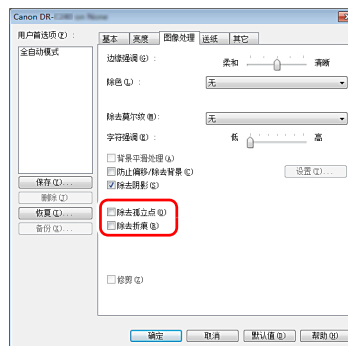 Canon DR-
用户首选项(P) :
全自动模式
保存(T)...
删除(I)
恢复(T)...
备份(K)...
基本 亮度 图像处理 送纸 其它
边缘强调(G) : 柔和 清晰
除色(L) : 无
除去莫尔纹(M): 无
字符强调(E) : 低 高
背景平滑处理(A)
防止偏移/除去背景(C) 设置(T)...
除去阴影(S)
除去孤立点(O)
除去折痕(R)
修剪(Z)
确定 取消 默认值(D) 帮助(H)